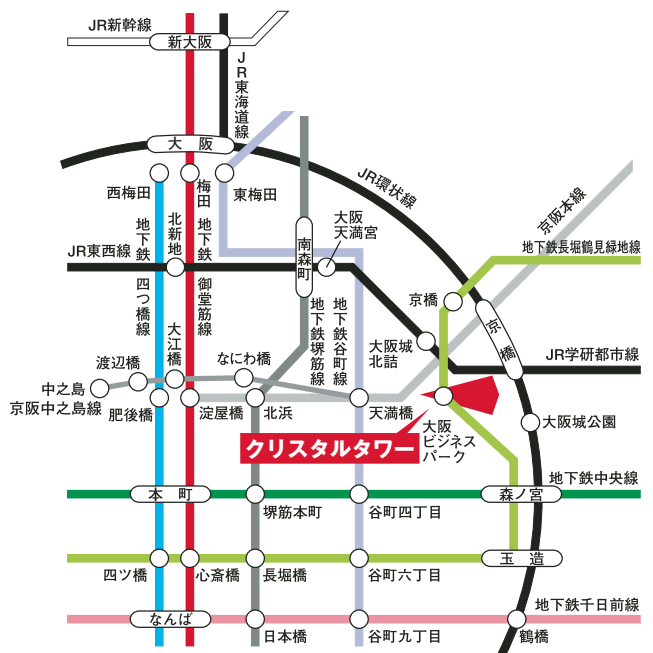 JR新幹線
新大阪
JR東海道線
大阪
西梅田
梅田
東梅田
JR環状線
京阪本線
地下鉄四つ橋線
北新地
地下鉄御堂筋線
南森町
大阪
天満宮
地下鉄長堀鶴見緑地線
JR東西線
京橋
京橋
地下鉄堺筋線
地下鉄谷町線
大阪城
北詰
JR学研都市線
大江橋
渡辺橋
なにわ橋
中之島
京阪中之島線
肥後橋
淀屋橋
北浜
天満橋
大阪
ビジネス
パーク
大阪城公園
クリスタルタワー
地下鉄中央線
本町
堺筋本町
谷町四丁目
森ノ宮
四ツ橋
心斎橋
長堀橋
谷町六丁目
玉造
地下鉄千日前線
なんば
日本橋
谷町九丁目
鶴橋